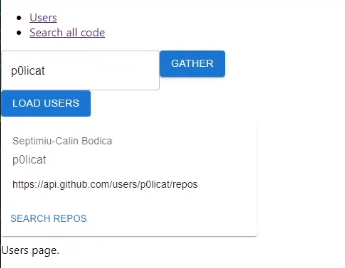 Users
Search all code
p0licat
GATHER
LOAD USERS
Septimiu-Calin Bodica
p0licat
https://api.github.com/users/p0licat/repos
SEARCH REPOS
Users page.